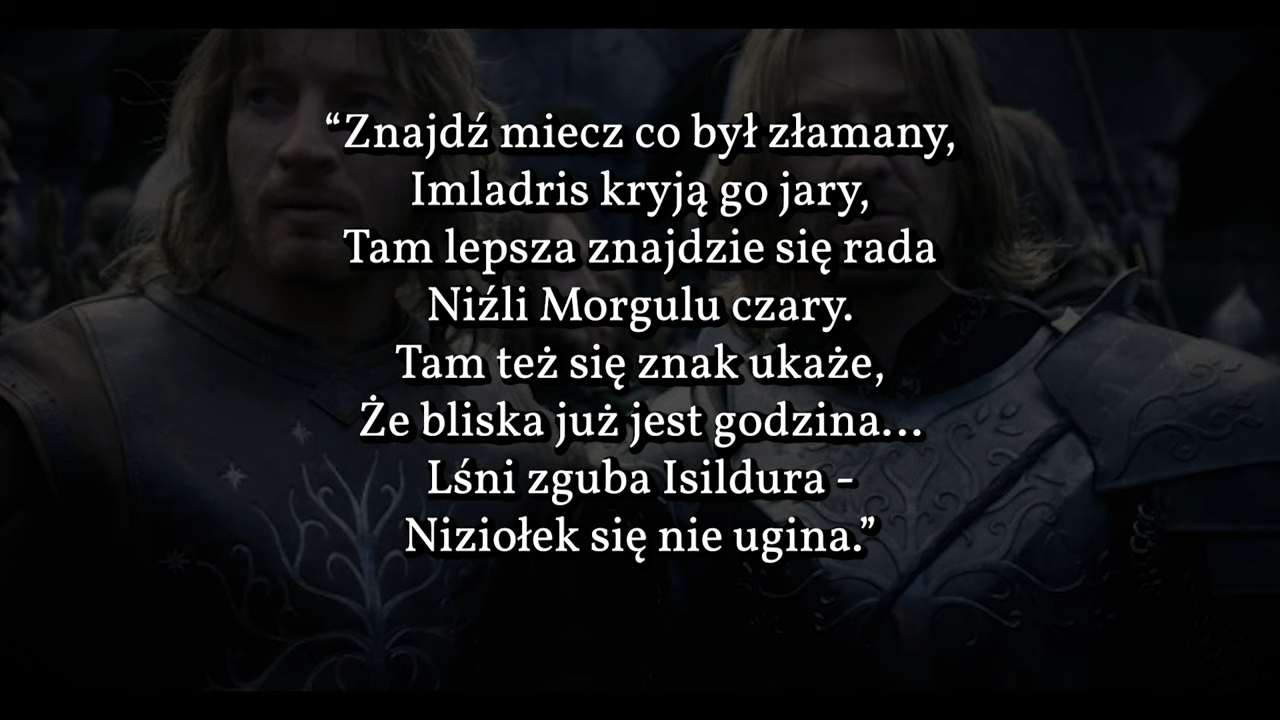 “Znajdź miecz co był złamany,
Imladris kryją go jary,
Tam lepsza znajdzie się rada
Niźli Morgulu czary.
Tam też się znak ukaże,
Że bliska już jest godzina...
Lśni zguba Isildura -
Niziołek się nie ugina.”